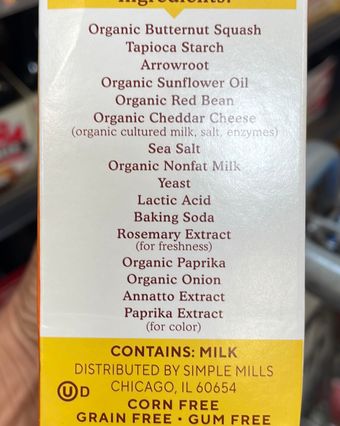 Ingredients:
Organic Butternut Squash
Tapioca Starch
Arrowroot
Organic Sunflower Oil
Organic Red Bean
Organic Cheddar Cheese
(organic cultured milk, salt, enzymes)
Sea Salt
Organic Nonfat Milk
Yeast
Lactic Acid
Baking Soda
Rosemary Extract
(for freshness)
Organic Paprika
Organic Onion
Annatto Extract
Paprika Extract
(for color)
CONTAINS: MILK
DISTRIBUTED BY SIMPLE MILLS
CHICAGO, IL 60654
U D
CORN FREE
GRAIN FREE • GUM FREE